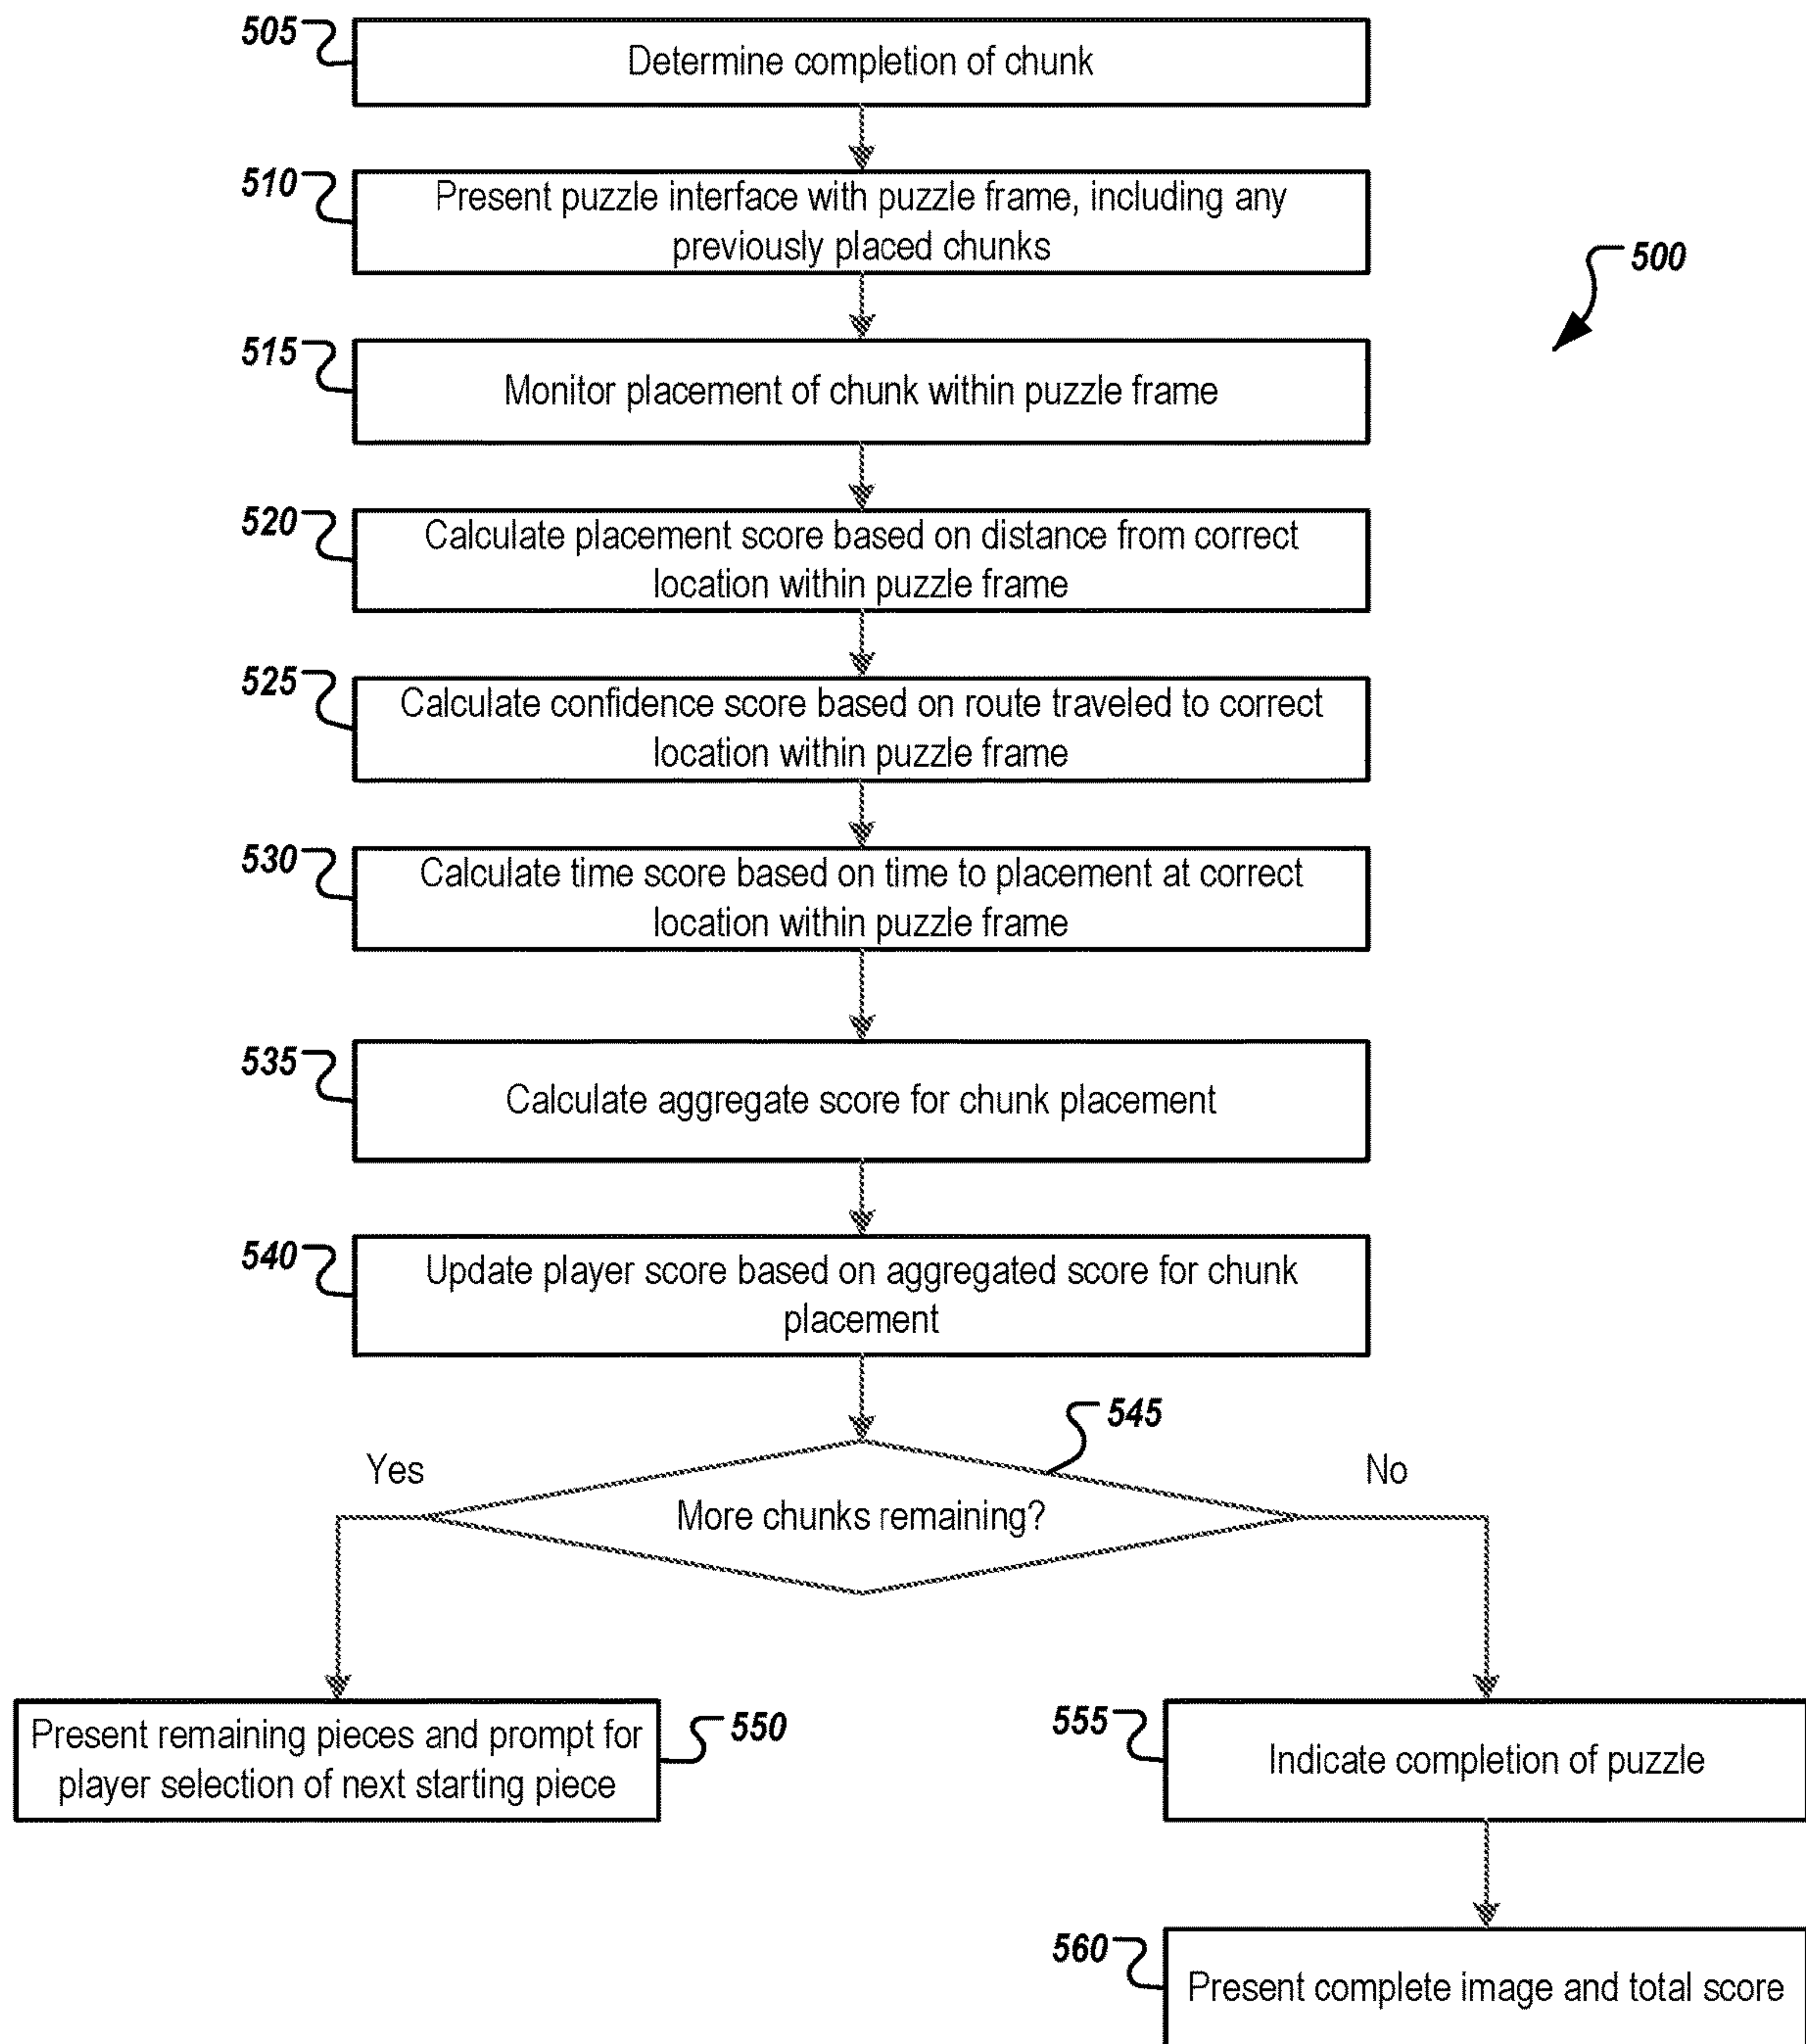 505
Determine completion of chunk
510
Present puzzle interface with puzzle frame, including any
previously placed chunks
500
515
Monitor placement of chunk within puzzle frame
520
Calculate placement score based on distance from correct
location within puzzle frame
525
Calculate confidence score based on route traveled to correct
location within puzzle frame
530
Calculate time score based on time to placement at correct
location within puzzle frame
535
Calculate aggregate score for chunk placement
540
Update player score based on aggregated score for chunk
placement
545
Yes
No
More chunks remaining?
Present remaining pieces and prompt for
player selection of next starting piece
550
555
Indicate completion of puzzle
560
Present complete image and total score